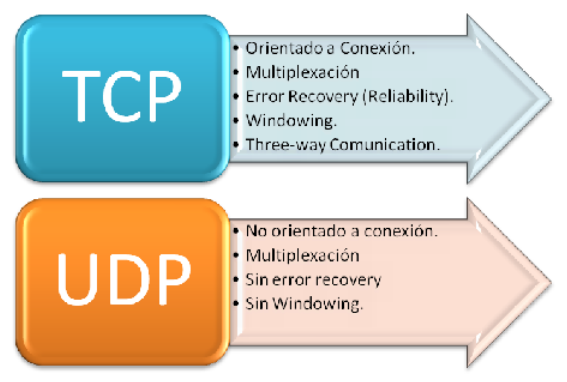 TCP
• Orientado a Conexión.
• Multiplexación
• Error Recovery (Reliability).
• Windowing.
• Three-way Comunication.
UDP
• No orientado a conexión.
• Multiplexación
• Sin error recovery
• Sin Windowing.